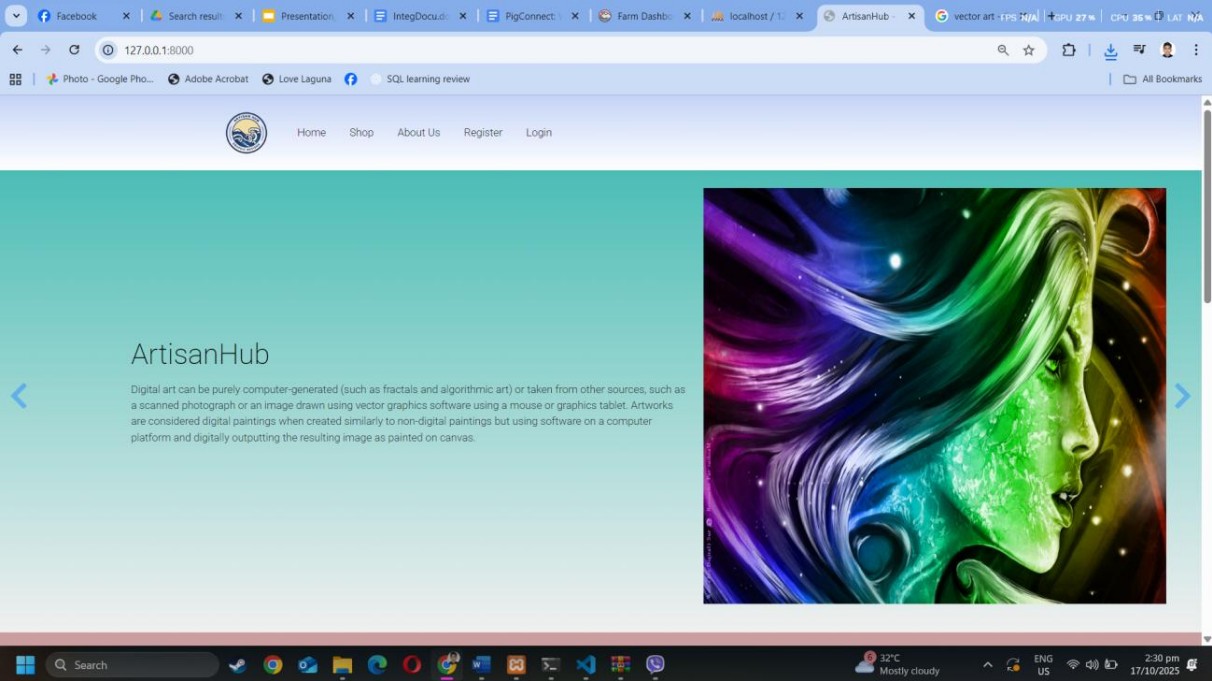 Facebook
Search result
Presentation
IntegDocu.do
PigConnect:
Farm Dashbo
localhost / 12
ArtisanHub -
vector art -
FPS N/A
GPU 27%
CPU 35%
LAT N/A
127.0.0.1:8000
Photo - Google Pho...
Adobe Acrobat
Love Laguna
SQL learning review
All Bookmarks
Home
Shop
About Us
Register
Login
ArtisanHub
Digital art can be purely computer-generated (such as fractals and algorithmic art) or taken from other sources, such as
a scanned photograph or an image drawn using vector graphics software using a mouse or graphics tablet. Artworks
are considered digital paintings when created similarly to non-digital paintings but using software on a computer
platform and digitally outputting the resulting image as painted on canvas.
Search
6
32°C
Mostly cloudy
ENG
US
2:30 pm
17/10/2025